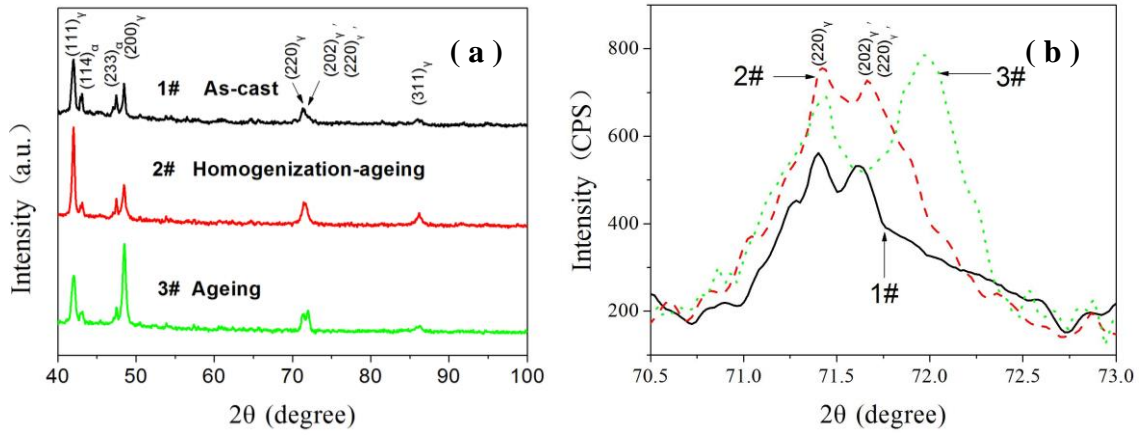 ( a )
(111)γ
(114)α
(233)α
(200)γ
(220)γ
(202)γ'
(220)γ'
(311)γ
1# As-cast
2# Homogenization-ageing
3# Ageing
Intensity (a.u.)
40 50 60 70 80 90 100
2θ (degree)
( b )
(220)γ
(202)γ'
(220)γ'
2#
3#
1#
800
600
400
200
Intensity (CPS)
70.5 71.0 71.5 72.0 72.5 73.0
2θ (degree)